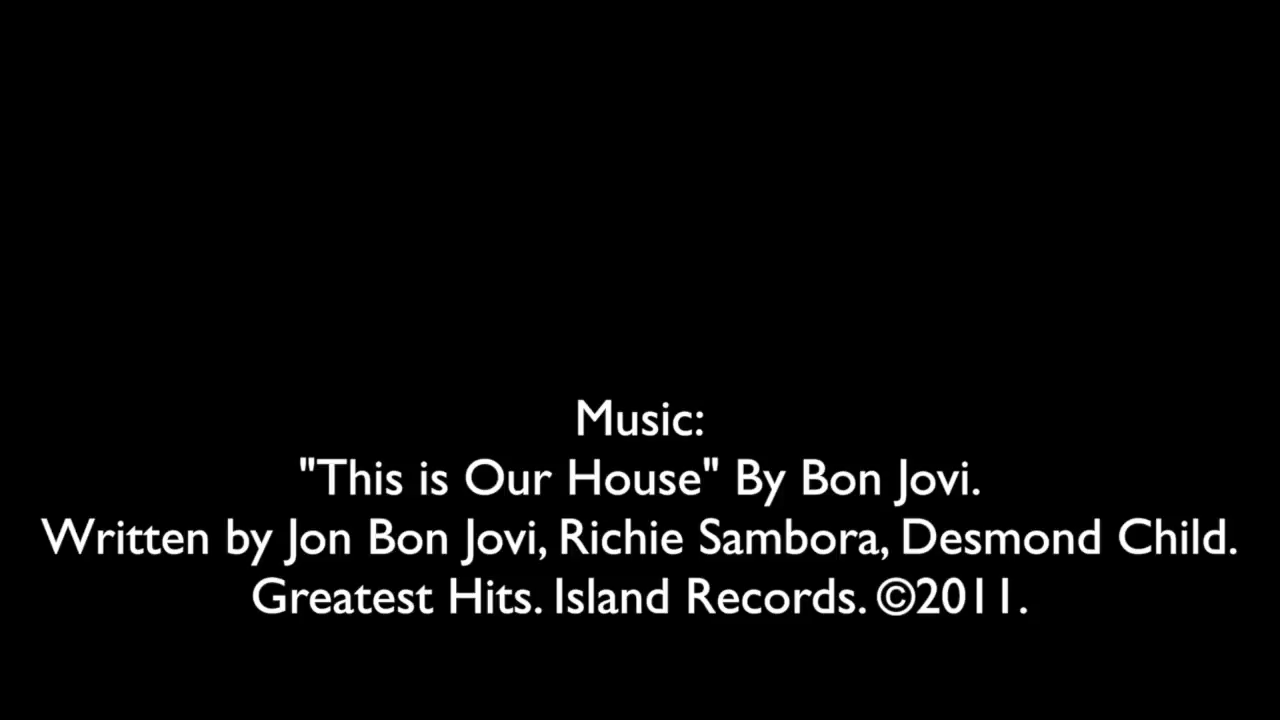 Music:
"This is Our House" By Bon Jovi.
Written by Jon Bon Jovi, Richie Sambora, Desmond Child.
Greatest Hits. Island Records. ©2011.